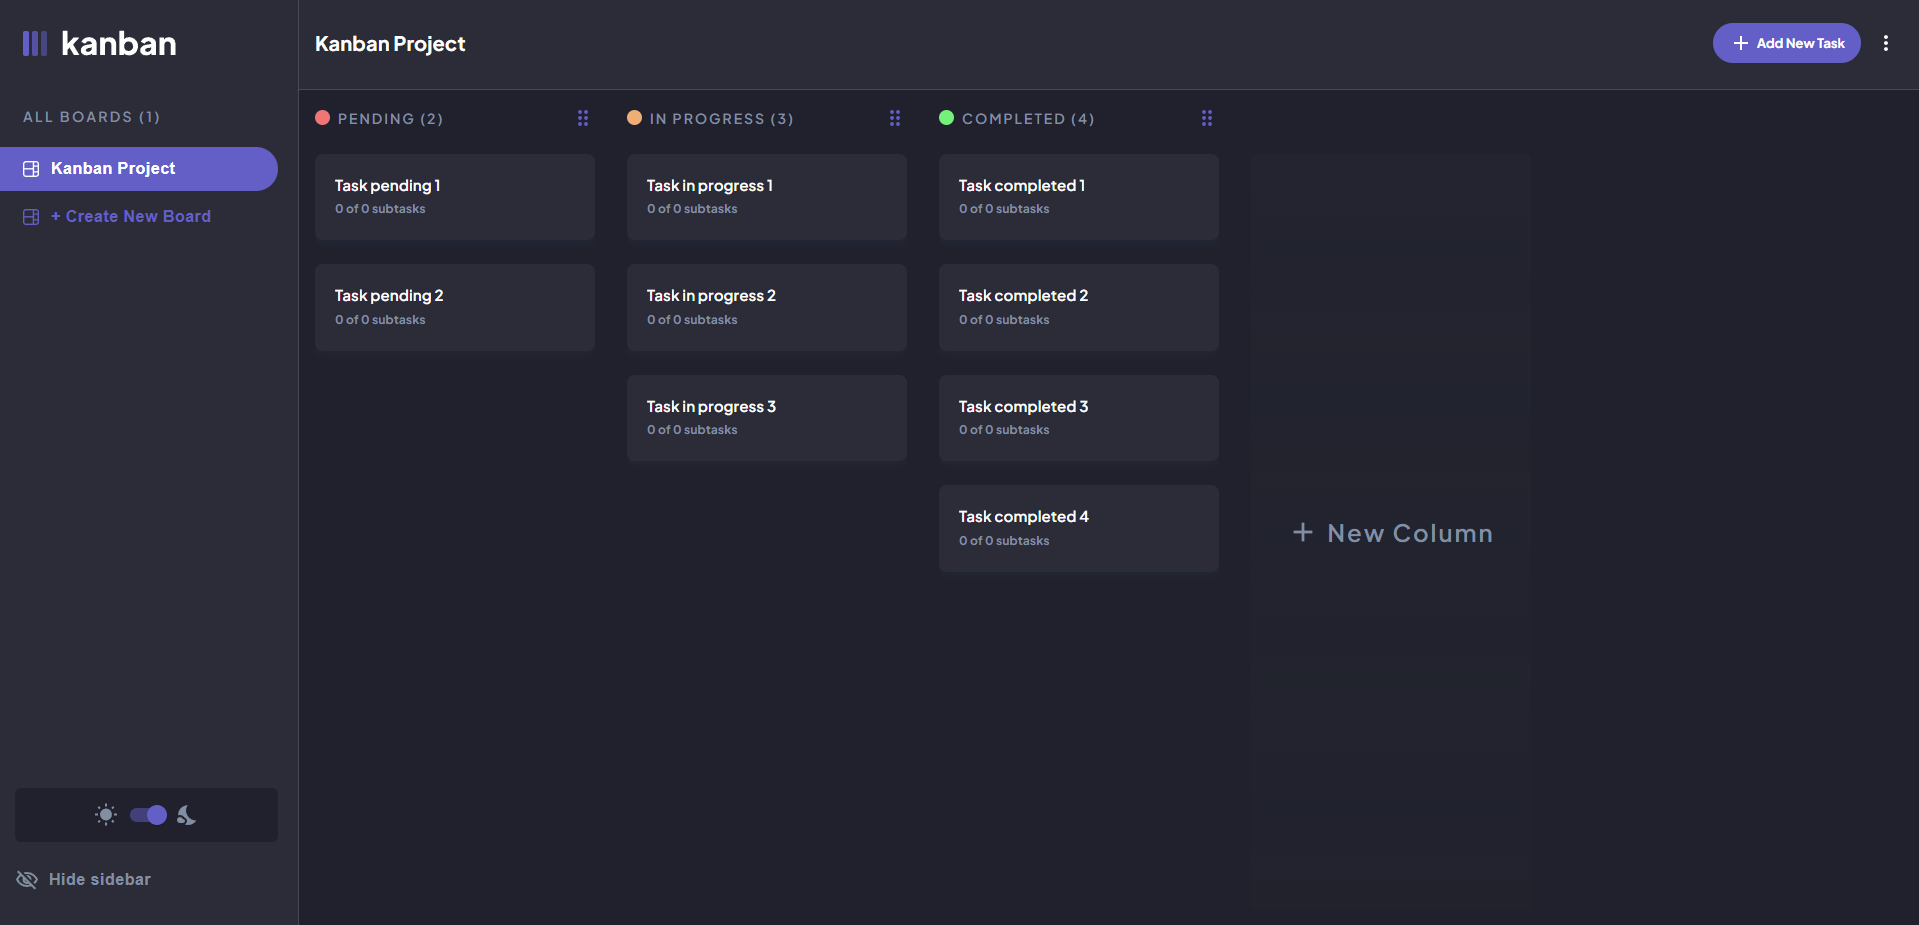 kanban
ALL BOARDS (1)
Kanban Project
+ Create New Board
Hide sidebar
Kanban Project
Add New Task
PENDING (2)
Task pending 1
0 of 0 subtasks
Task pending 2
0 of 0 subtasks
IN PROGRESS (3)
Task in progress 1
0 of 0 subtasks
Task in progress 2
0 of 0 subtasks
Task in progress 3
0 of 0 subtasks
COMPLETED (4)
Task completed 1
0 of 0 subtasks
Task completed 2
0 of 0 subtasks
Task completed 3
0 of 0 subtasks
Task completed 4
0 of 0 subtasks
+ New Column